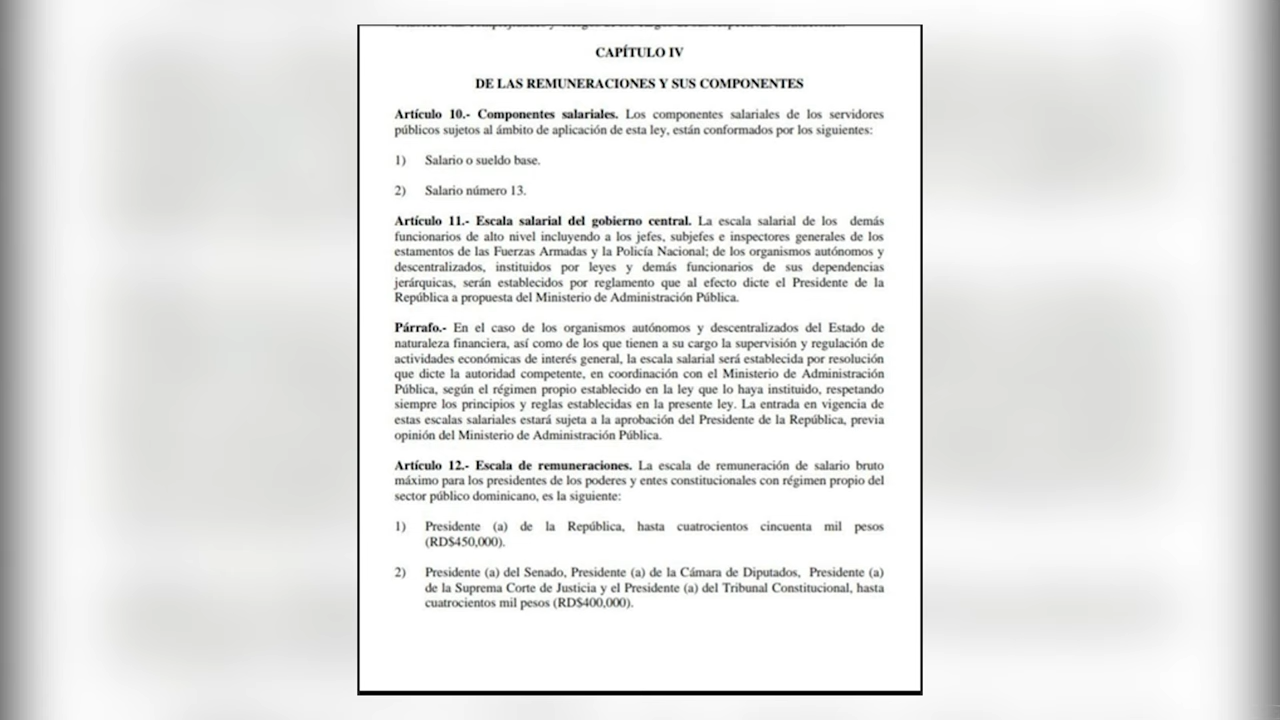 CAPÍTULO IV
DE LAS REMUNERACIONES Y SUS COMPONENTES
Artículo 10.- Componentes salariales. Los componentes salariales de los servidores
públicos sujetos al ámbito de aplicación de esta ley, están conformados por los siguientes:
1) Salario o sueldo base.
2) Salario número 13.
Artículo 11.- Escala salarial del gobierno central. La escala salarial de los demás
funcionarios de alto nivel incluyendo a los jefes, subjefes e inspectores generales de los
estamentos de las Fuerzas Armadas y la Policía Nacional; de los organismos autónomos y
descentralizados, instituidos por leyes y demás funcionarios de sus dependencias
jerárquicas, serán establecidos por reglamento que al efecto dicte el Presidente de la
República a propuesta del Ministerio de Administración Pública.
Párrafo.- En el caso de los organismos autónomos y descentralizados del Estado de
naturaleza financiera, así como de los que tienen a su cargo la supervisión y regulación de
actividades económicas de interés general, la escala salarial será establecida por resolución
que dicte la autoridad competente, en coordinación con el Ministerio de Administración
Pública, según el régimen propio establecido en la ley que lo haya instituido, respetando
siempre los principios y reglas establecidas en la presente ley. La entrada en vigencia de
estas escalas salariales estará sujeta a la aprobación del Presidente de la República, previa
opinión del Ministerio de Administración Pública.
Artículo 12.- Escala de remuneraciones. La escala de remuneración de salario bruto
máximo para los presidentes de los poderes y entes constitucionales con régimen propio del
sector público dominicano, es la siguiente:
1) Presidente (a) de la República, hasta cuatrocientos cincuenta mil pesos
(RD$450,000).
2) Presidente (a) del Senado, Presidente (a) de la Cámara de Diputados, Presidente (a)
de la Suprema Corte de Justicia y el Presidente (a) del Tribunal Constitucional, hasta
cuatrocientos mil pesos (RD$400,000).